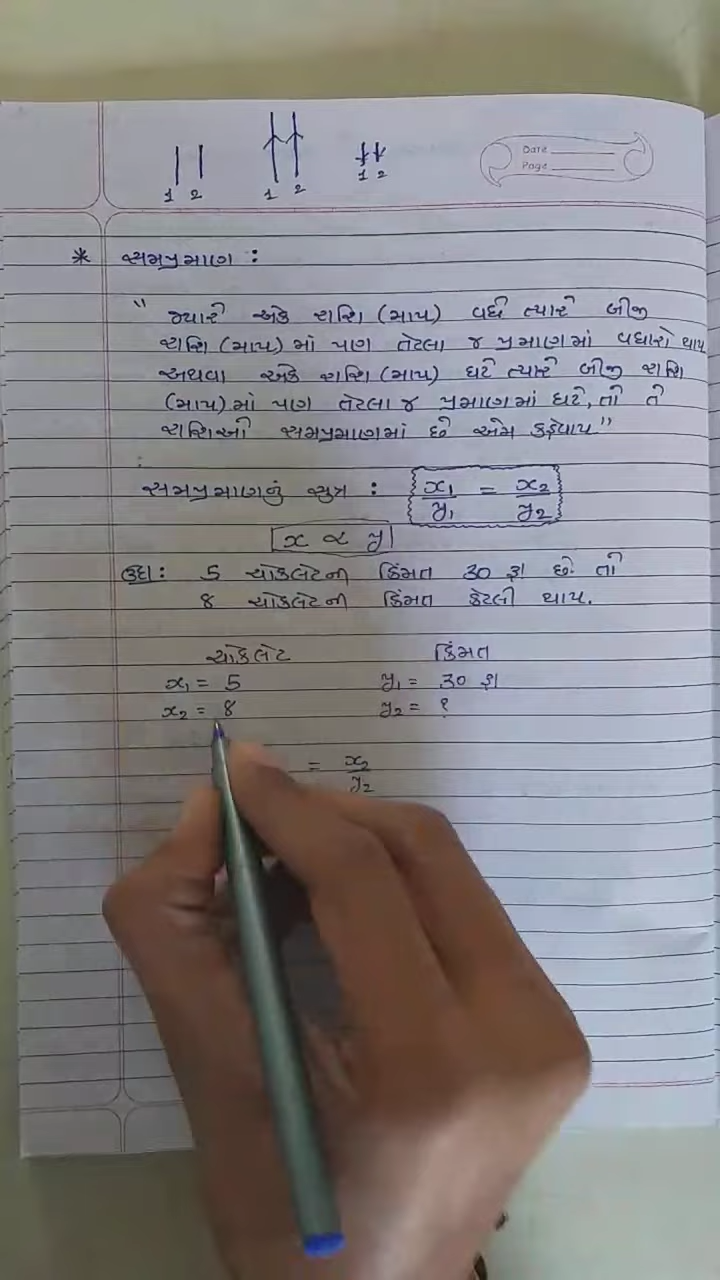 1 2 1 2 1 2
Date
Page
* સમપ્રમાણ :
" જ્યારે એક રાશિ (માપ) વધે ત્યારે બીજી
રાશિ (માપ) માં પણ તેટલા જ પ્રમાણમાં વધારો થાય
અથવા એક રાશિ (માપ) ઘટે ત્યારે બીજી રાશિ
(માપ) માં પણ તેટલા જ પ્રમાણમાં ઘટે, તો તે
રાશિઓ સમપ્રમાણમાં છે એમ કહેવાય"
સમપ્રમાણનું સુત્ર : x₁/y₁ = x₂/y₂
x ∝ y
ઉદા: 5 ચોકલેટની કિંમત 30 રૂ છે. તો
8 ચોકલેટની કિંમત કેટલી થાય.
ચોકલેટ કિંમત
x₁ = 5 y₁ = 30 રૂ
x₂ = 8 y₂ = ?
= x₂/y₂